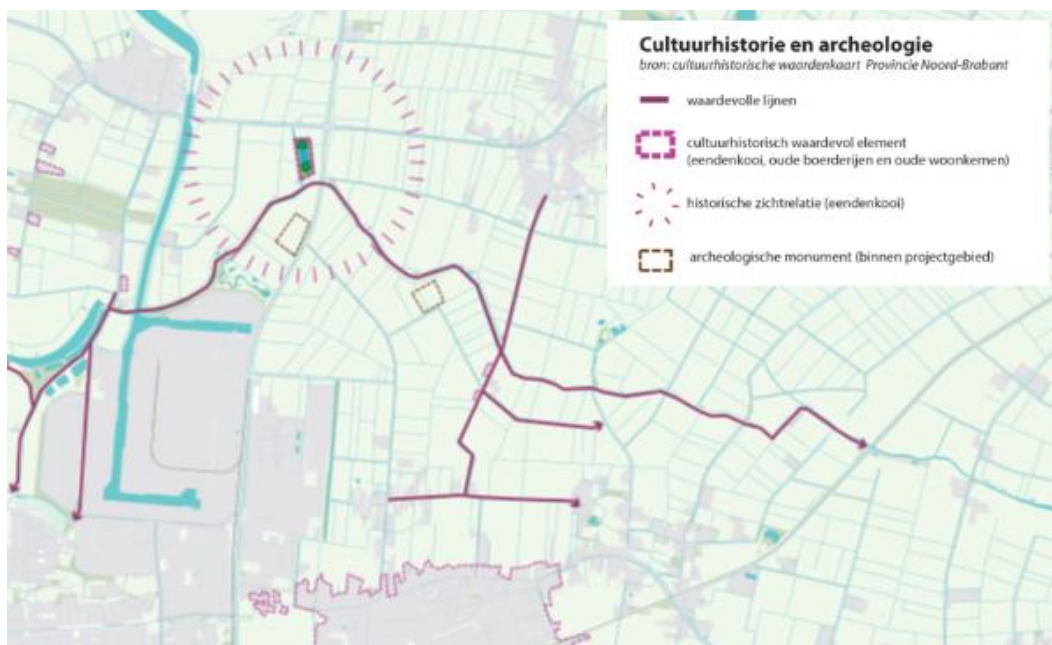 Cultuurhistorie en archeologie
bron: cultuurhistorische waardenkaart Provincie Noord-Brabant
waardevolle lijnen
cultuurhistorisch waardevol element
(eendenkooi, oude boerderijen en oude woonkernen)
historische zichtrelatie (eendenkooi)
archeologische monument (binnen projectgebied)